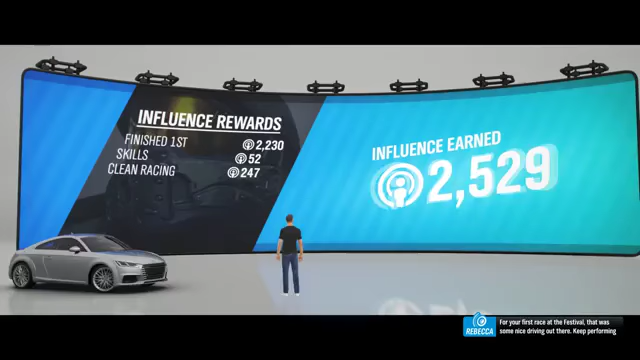 INFLUENCE REWARDS
FINISHED 1ST 2,230
SKILLS 52
CLEAN RACING 247
INFLUENCE EARNED
2,529
REBECCA
For your first race at the Festival, that was
some nice driving out there. Keep performing